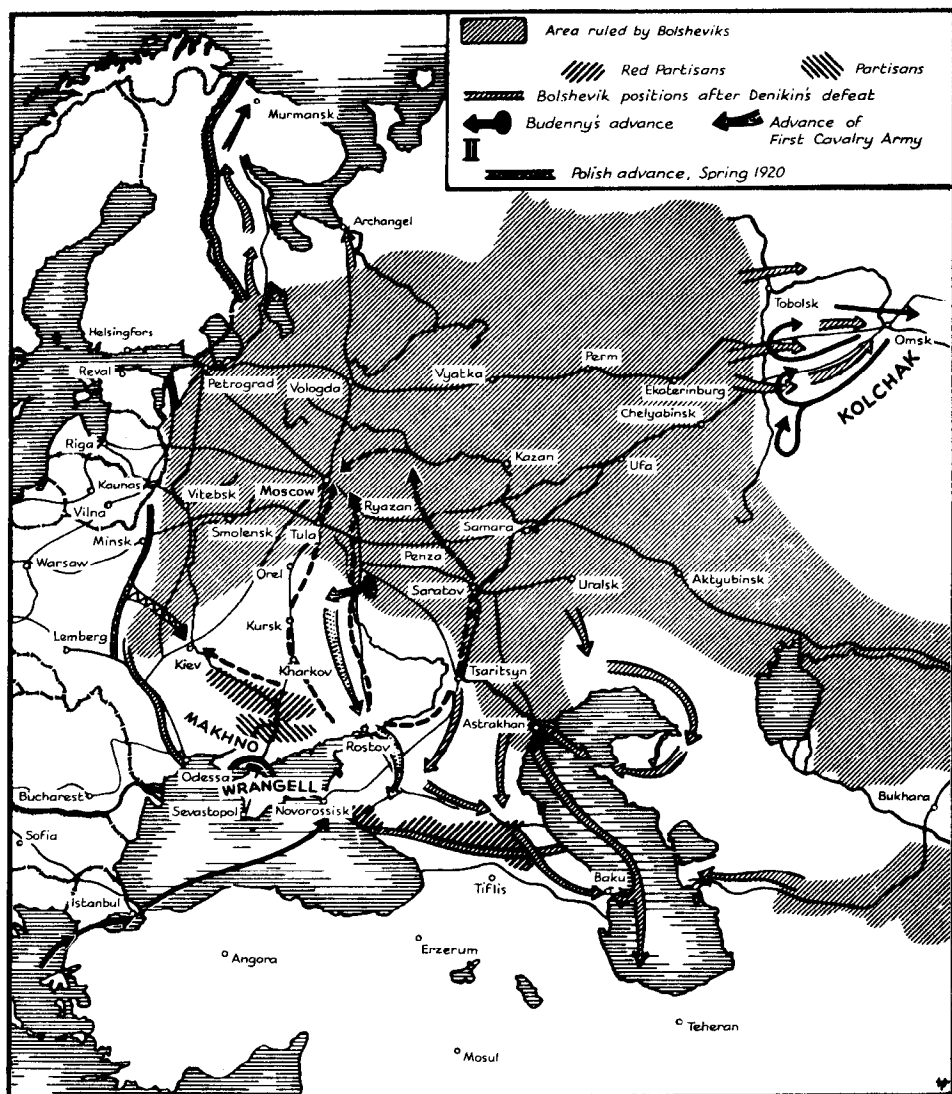 Area ruled by Bolsheviks
Red Partisans
Partisans
Bolshevik positions after Denikin's defeat
Budenny's advance
Advance of
First Cavalry Army
Polish advance, Spring 1920
Murmansk
Archangel
Tobolsk
Omsk
KOLCHAK
Helsingfors
Reval
Petrograd
Vologda
Vyatka
Perm
Ekaterinburg
Chelyabinsk
Riga
Kazan
Ufa
Kaunas
Vitebsk
Moscow
Ryazan
Vilna
Smolensk
Tula
Samara
Minsk
Penza
Warsaw
Orel
Saratov
Uralsk
Aktyubinsk
Kursk
Lemberg
Kiev
Kharkov
Tsaritsyn
MAKHNO
Astrakhan
Rostov
Odessa
WRANGELL
Bucharest
Sevastopol
Novorossisk
Bukhara
Sofia
Tiflis
Baku
Istanbul
Angora
Erzerum
Teheran
Mosul